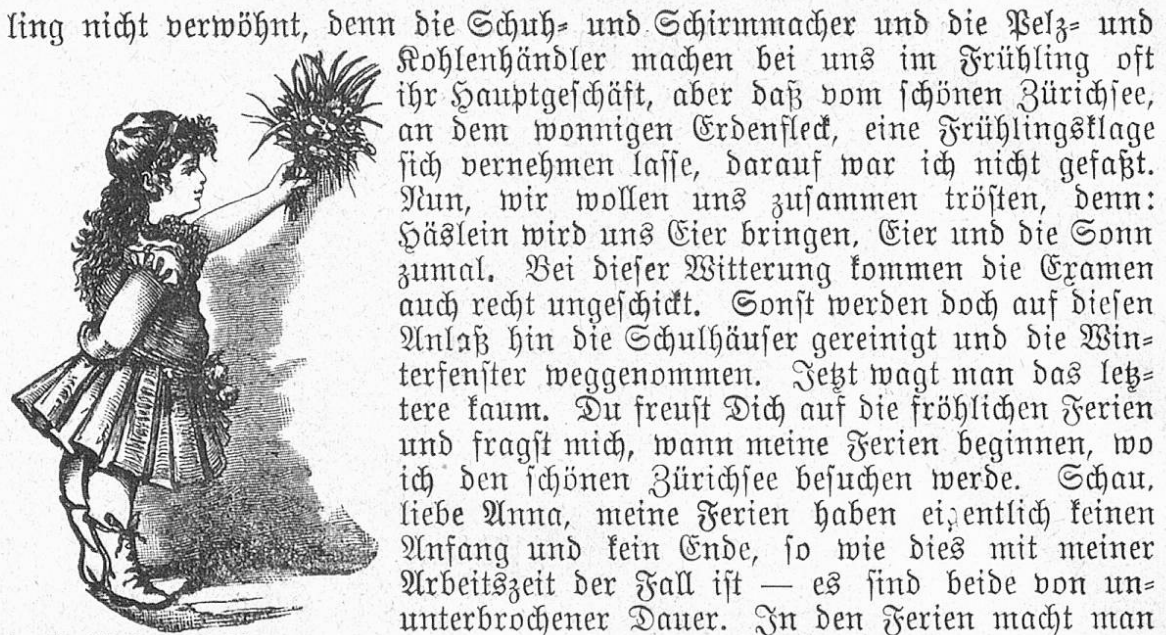 ling nicht verwöhnt, denn die Schuh- und Schirmmacher und die Pelz- und
Kohlenhändler machen bei uns im Frühling oft
ihr Hauptgeschäft, aber daß vom schönen Zürichsee,
an dem wonnigen Erdenfleck, eine Frühlingsklage
sich vernehmen lasse, darauf war ich nicht gefaßt.
Nun, wir wollen uns zusammen trösten, denn:
Häslein wird uns Eier bringen, Eier und die Sonn
zumal. Bei dieser Witterung kommen die Examen
auch recht ungeschickt. Sonst werden doch auf diesen
Anlaß hin die Schulhäuser gereinigt und die Win-
terfenster weggenommen. Jetzt wagt man das letz-
tere kaum. Du freust Dich auf die fröhlichen Ferien
und fragst mich, wann meine Ferien beginnen, wo
ich den schönen Zürichsee besuchen werde. Schau,
liebe Anna, meine Ferien haben eigentlich keinen
Anfang und kein Ende, so wie dies mit meiner
Arbeitszeit der Fall ist — es sind beide von un-
unterbrochener Dauer. In den Ferien macht man